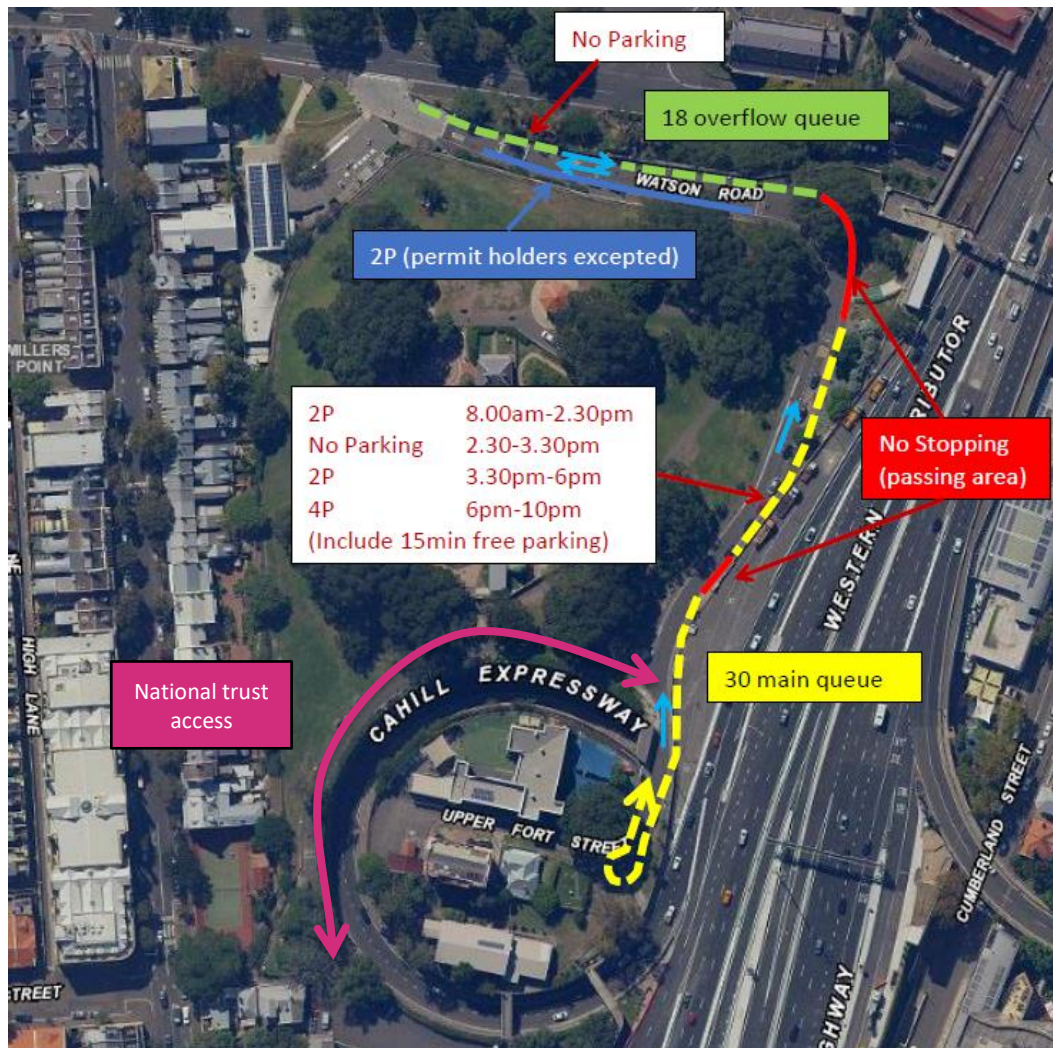 No Parking
18 overflow queue
WATSON ROAD
2P (permit holders excepted)
MILLERS
POINT
WESTERN
RIBUTOR
2P 8.00am-2.30pm
No Parking 2.30-3.30pm
2P 3.30pm-6pm
4P 6pm-10pm
(Include 15min free parking)
No Stopping
(passing area)
HIGH LANE
National trust
access
CAHILL EXPRESSWAY
30 main queue
UPPER FORT STREET
CUMBERLAND STREET
STREET
GHWAY